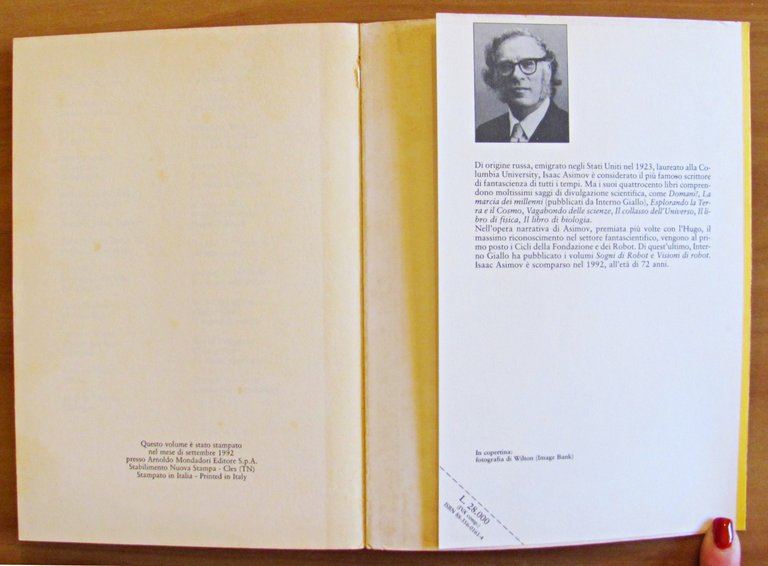 Questo volume è stato stampato
nel mese di settembre 1992
presso Arnoldo Mondadori Editore S.p.A.
Stabilimento Nuova Stampa - Cles (TN)
Stampato in Italia - Printed in Italy
Di origine russa, emigrato negli Stati Uniti nel 1923, laureato alla Co-
lumbia University, Isaac Asimov è considerato il più famoso scrittore
di fantascienza di tutti i tempi. Ma i suoi quattrocento libri compren-
dono moltissimi saggi di divulgazione scientifica, come Domani!, La
marcia dei millenni (pubblicati da Interno Giallo), Esplorando la Ter-
ra e il Cosmo, Vagabondo delle scienze, Il collasso dell'Universo, Il li-
bro di fisica, Il libro di biologia.
Nell'opera narrativa di Asimov, premiata più volte con l'Hugo, il
massimo riconoscimento nel settore fantascientifico, vengono al pri-
mo posto i Cicli della Fondazione e dei Robot. Di quest'ultimo, Inter-
no Giallo ha pubblicato i volumi Sogni di Robot e Visioni di robot.
Isaac Asimov è scomparso nel 1992, all'età di 72 anni.
In copertina:
fotografia di Wilson (Image Bank)
L. 28.000
(IVA comp.)
ISBN 88-356-0161-4